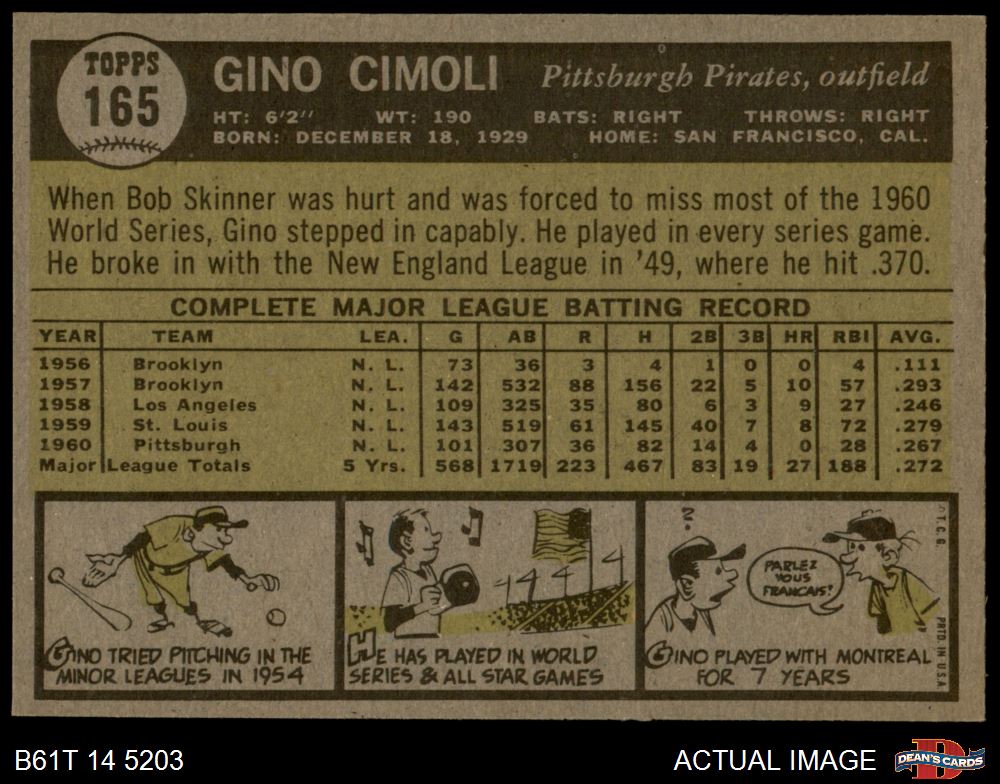 TOPPS
165
GINO CIMOLI Pittsburgh Pirates, outfield
HT: 6'2" WT: 190 BATS: RIGHT THROWS: RIGHT
BORN: DECEMBER 18, 1929 HOME: SAN FRANCISCO, CAL.
When Bob Skinner was hurt and was forced to miss most of the 1960
World Series, Gino stepped in capably. He played in every series game.
He broke in with the New England League in '49, where he hit .370.
COMPLETE MAJOR LEAGUE BATTING RECORD
YEAR TEAM LEA. G AB R H 2B 3B HR RBI AVG.
1956 Brooklyn N. L. 73 36 3 4 1 0 0 4 .111
1957 Brooklyn N. L. 142 532 88 156 22 5 10 57 .293
1958 Los Angeles N. L. 109 325 35 80 6 3 9 27 .246
1959 St. Louis N. L. 143 519 61 145 40 7 8 72 .279
1960 Pittsburgh N. L. 101 307 36 82 14 4 0 28 .267
Major League Totals 5 Yrs. 568 1719 223 467 83 19 27 188 .272
GINO TRIED PITCHING IN THE
MINOR LEAGUES IN 1954
HE HAS PLAYED IN WORLD
SERIES & ALL STAR GAMES
PARLEZ
VOUS
FRANCAIS?
GINO PLAYED WITH MONTREAL
FOR 7 YEARS
T. C. G.
PRTD. IN U.S.A.
B61T 14 5203
ACTUAL IMAGE
DEAN'S CARDS